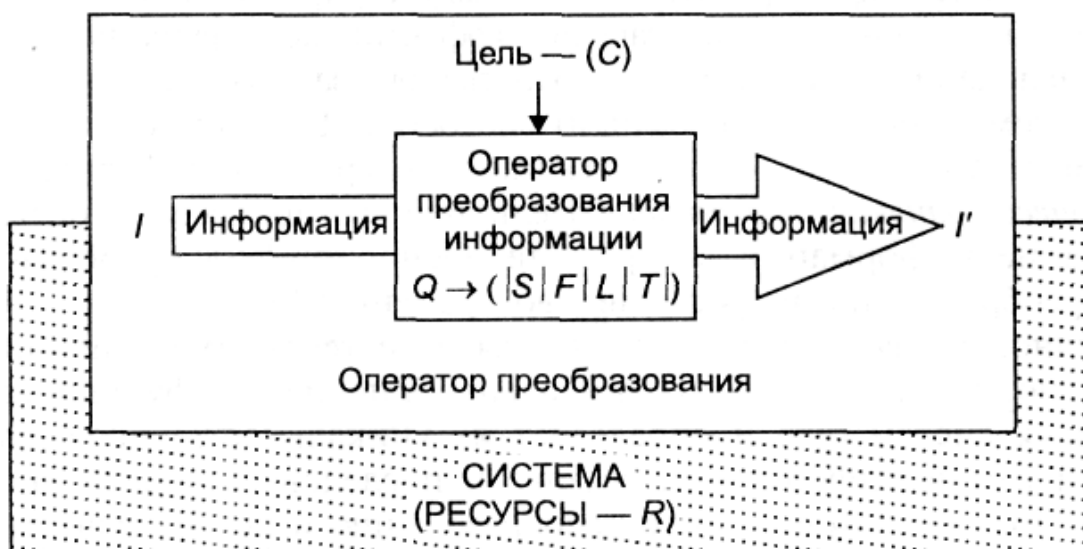 Цель — (C)
Оператор
преобразования
информации
Q → (|S|F|L|T|)
I
Информация
Информация
I′
Оператор преобразования
СИСТЕМА
(РЕСУРСЫ — R)